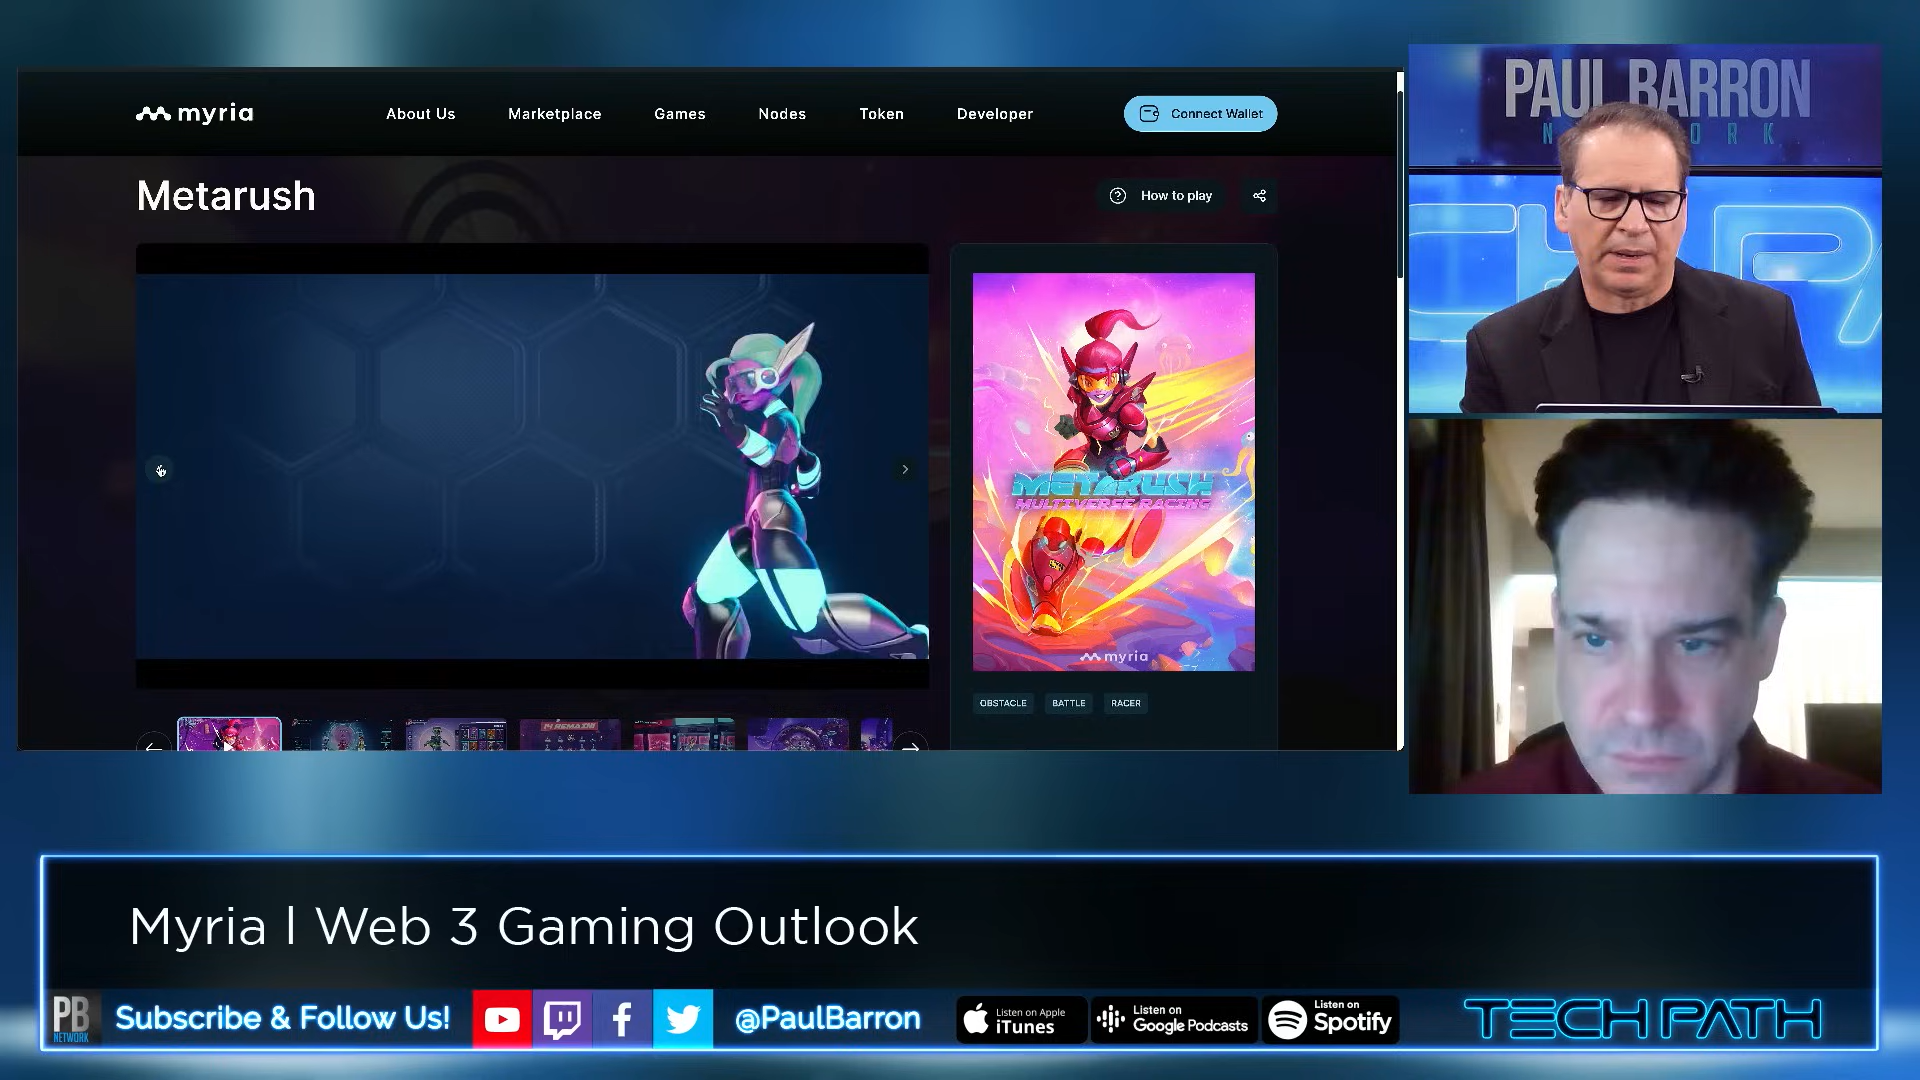 myria
About Us
Marketplace
Games
Nodes
Token
Developer
Connect Wallet
Metarush
How to play
METARUSH
MULTIVERSE RACING
myria
OBSTACLE
BATTLE
RACER
PAUL BARRON
Myria | Web 3 Gaming Outlook
PB
NETWORK
Subscribe & Follow Us!
@PaulBarron
Listen on Apple
iTunes
Listen on
Google Podcasts
Listen on
Spotify
TECH PATH